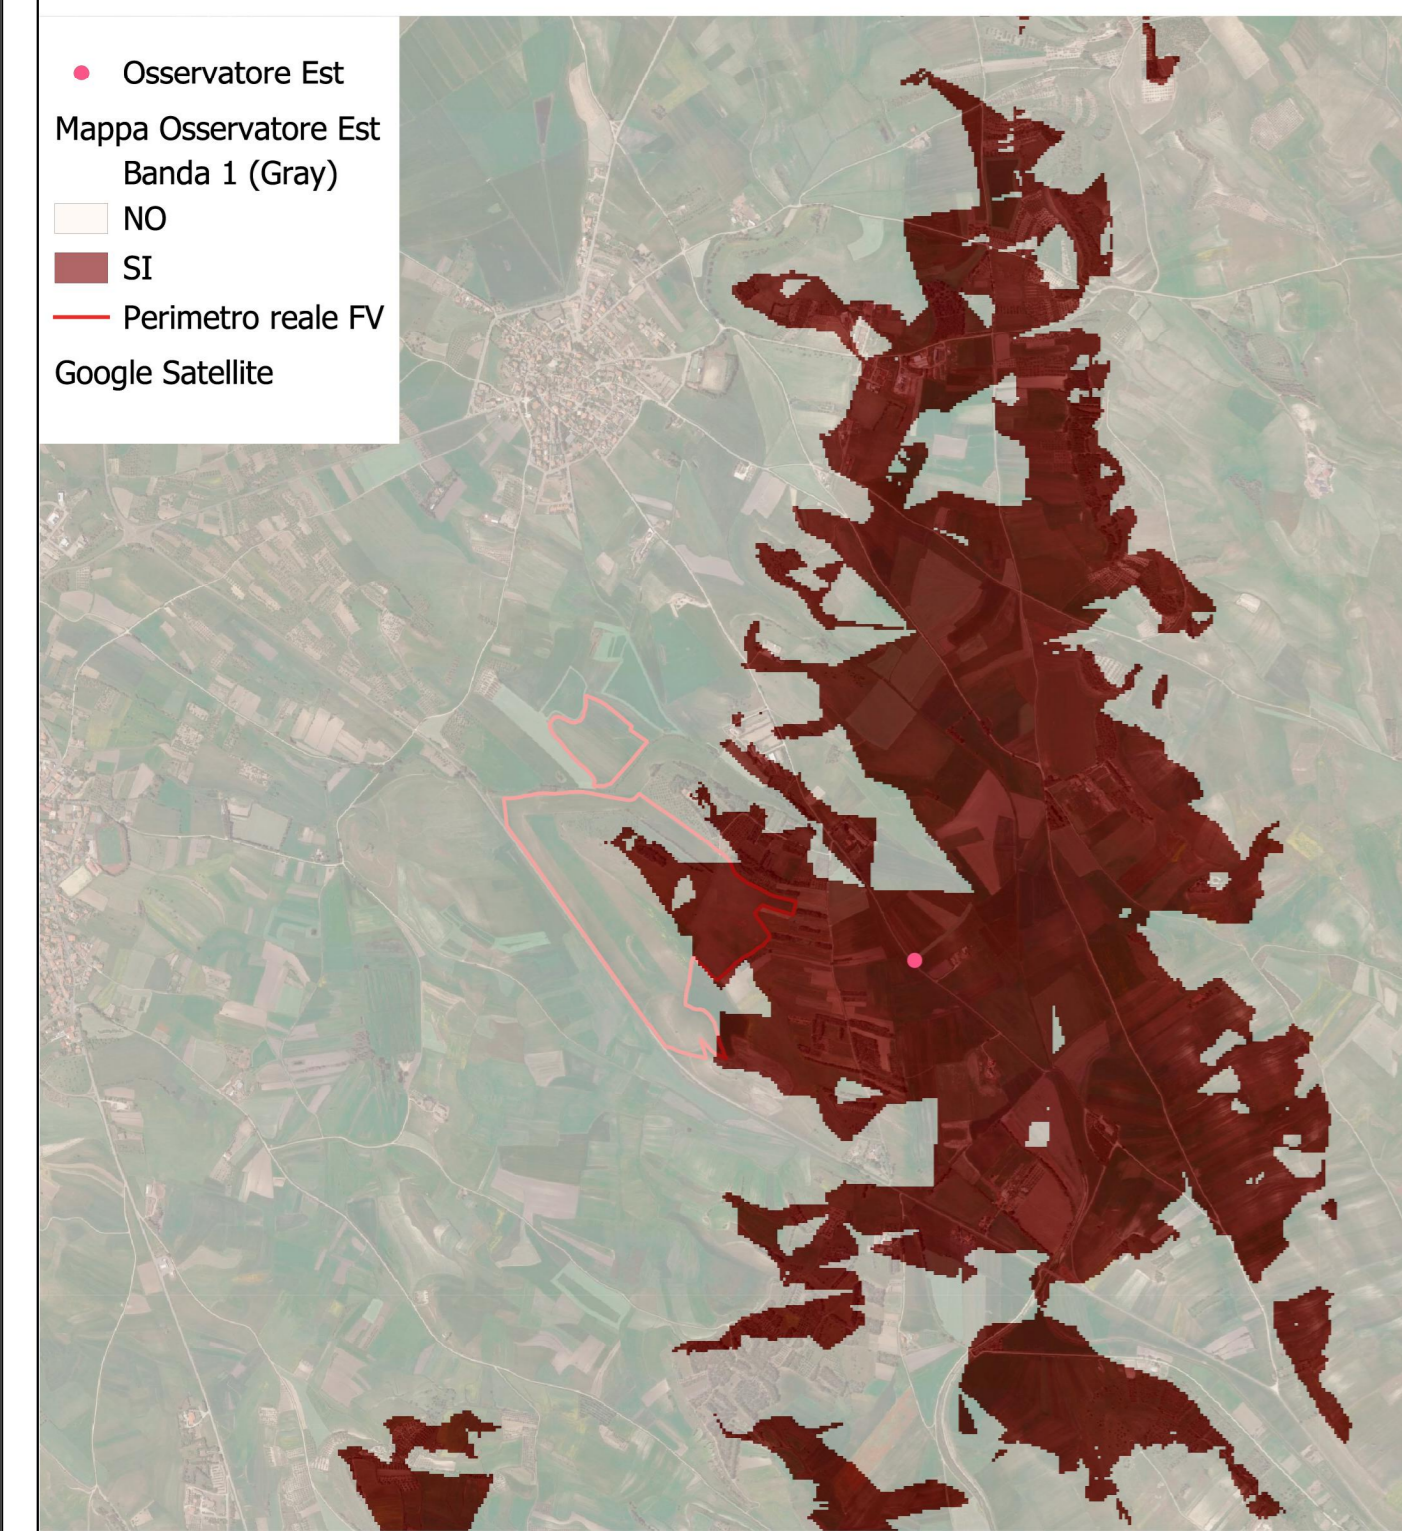 Osservatore Est
Mappa Osservatore Est
Banda 1 (Gray)
NO
SI
Perimetro reale FV
Google Satellite